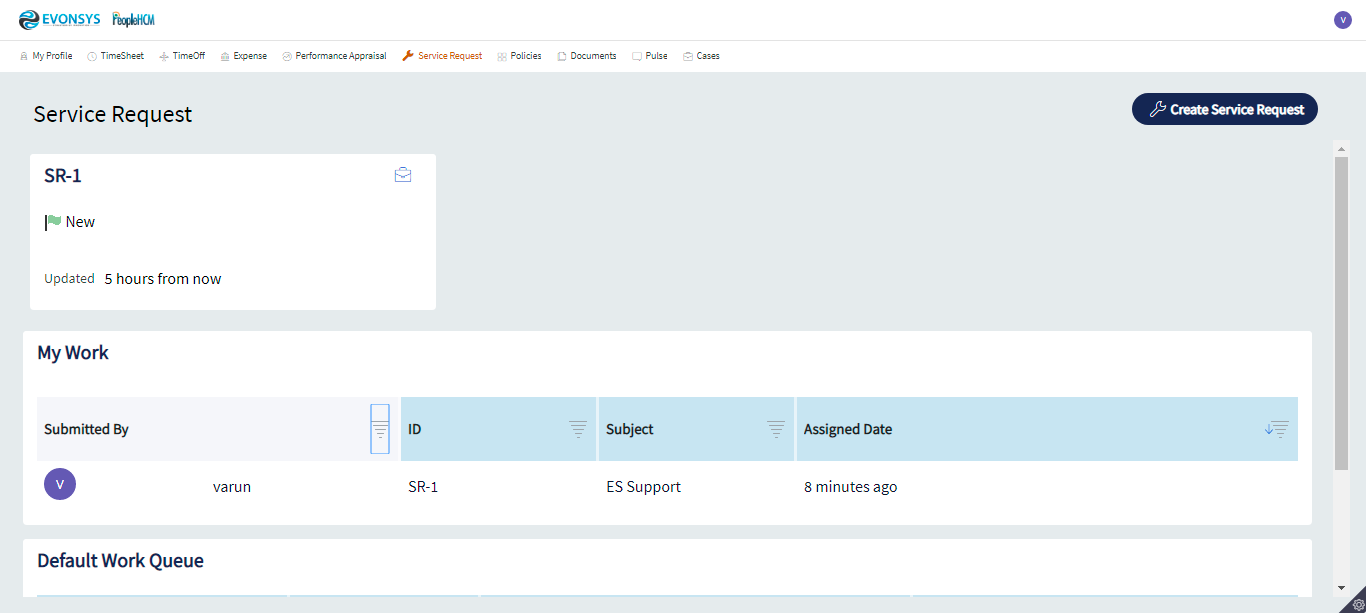 EVONSYS PeopleHCM
V
My Profile TimeSheet TimeOff Expense Performance Appraisal Service Request Policies Documents Pulse Cases
Service Request
Create Service Request
SR-1
New
Updated 5 hours from now
My Work
Submitted By ID Subject Assigned Date
V varun SR-1 ES Support 8 minutes ago
Default Work Queue